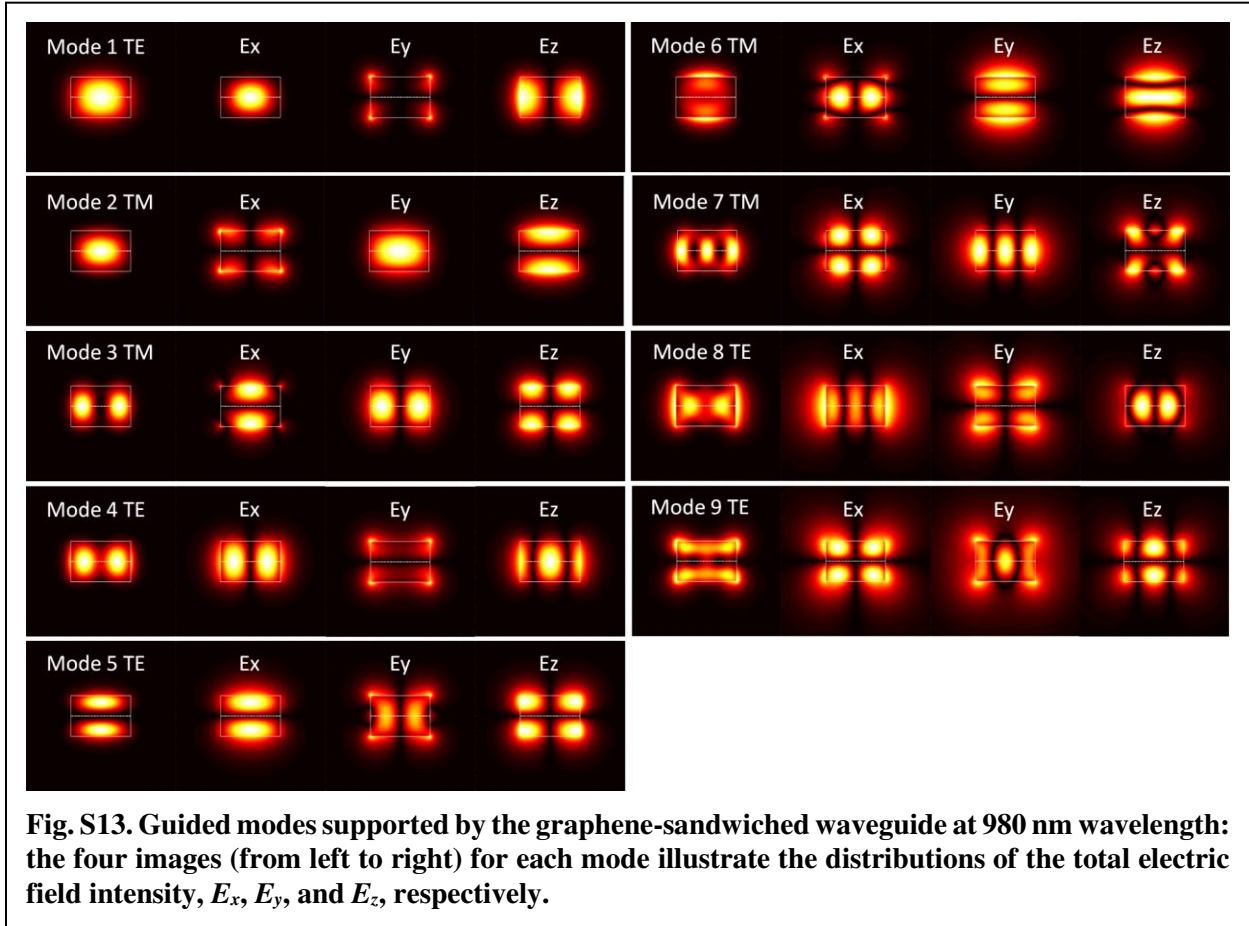 Mode 1 TE Ex Ey Ez
Mode 6 TM Ex Ey Ez
Mode 2 TM Ex Ey Ez
Mode 7 TM Ex Ey Ez
Mode 3 TM Ex Ey Ez
Mode 8 TE Ex Ey Ez
Mode 4 TE Ex Ey Ez
Mode 9 TE Ex Ey Ez
Mode 5 TE Ex Ey Ez
Fig. S13. Guided modes supported by the graphene-sandwiched waveguide at 980 nm wavelength:
the four images (from left to right) for each mode illustrate the distributions of the total electric
field intensity, Ex, Ey, and Ez, respectively.